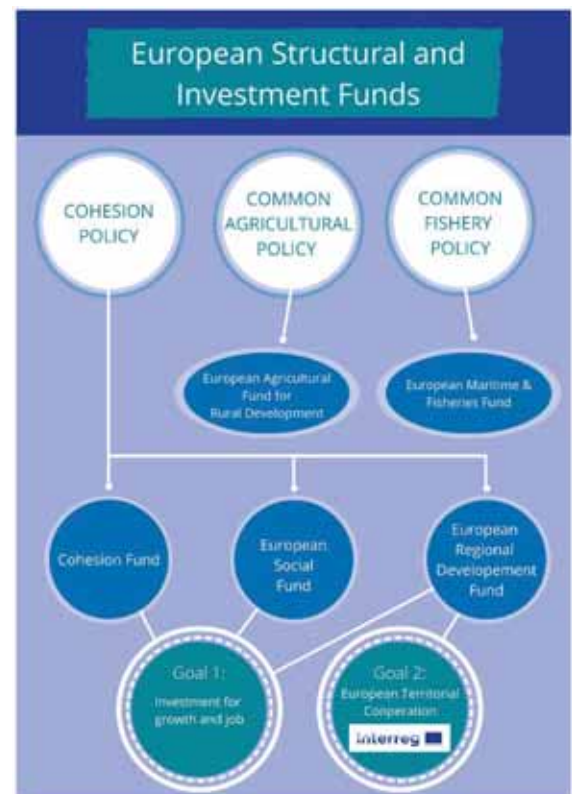 European Structural and
Investment Funds
COHESION
POLICY
COMMON
AGRICULTURAL
POLICY
COMMON
FISHERY
POLICY
European Agricultural
Fund for
Rural Development
European Maritime &
Fisheries Fund
Cohesion Fund
European
Social
Fund
European
Regional
Developement
Fund
Goal 1:
Investment for
growth and job
Goal 2:
European Territorial
Conperation
Interreg